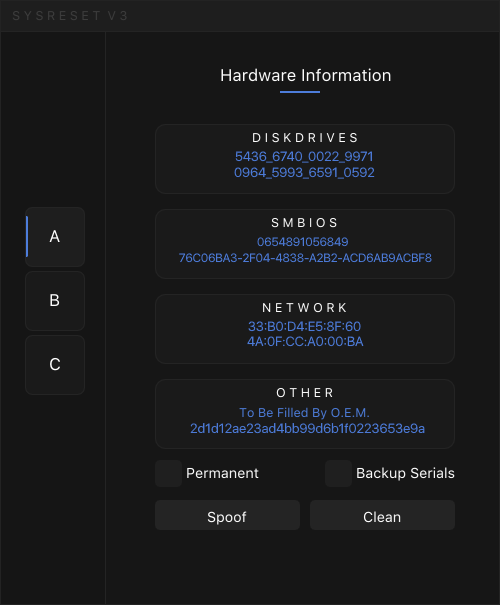 SYSRESET V3
Hardware Information
DISKDRIVES
5436_6740_0022_9971
0964_5993_6591_0592
SMBIOS
0654891056849
76C06BA3-2F04-4838-A2B2-ACD6AB9ACBF8
A
B
C
NETWORK
33:B0:D4:E5:8F:60
4A:0F:CC:A0:00:BA
OTHER
To Be Filled By O.E.M.
2d1d12ae23ad4bb99d6b1f0223653e9a
Permanent
Backup Serials
Spoof
Clean